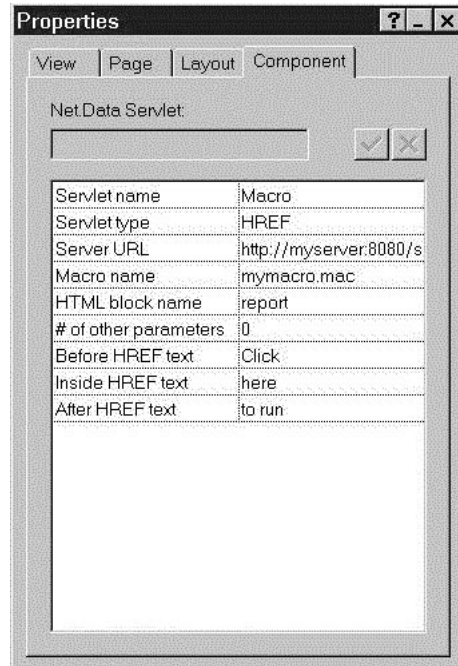 Properties ? _ x
View Page Layout Component
Net.Data Servlet:
Servlet name Macro
Servlet type HREF
Server URL http://myserver:8080/s
Macro name mymacro.mac
HTML block name report
# of other parameters 0
Before HREF text Click
Inside HREF text here
After HREF text to run